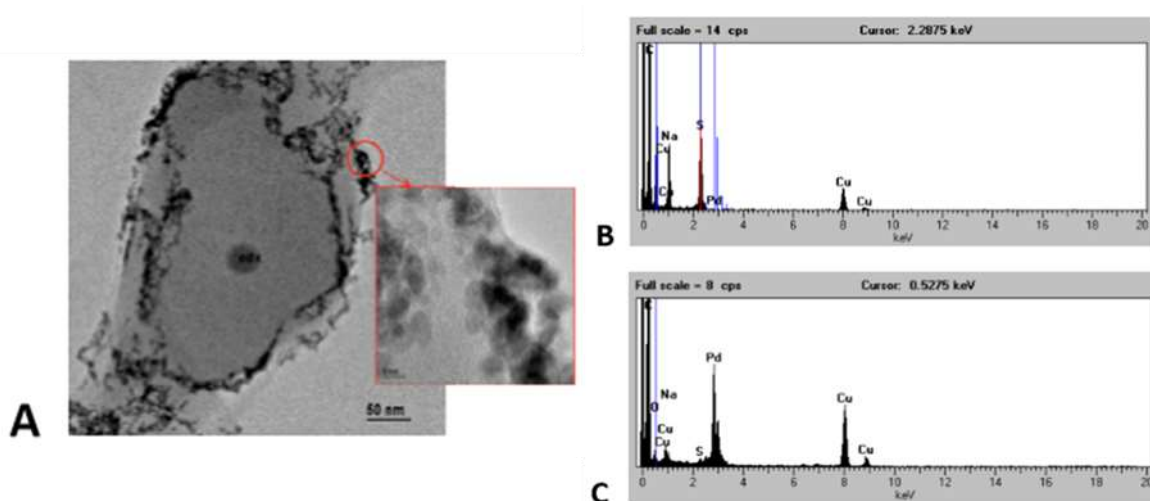 A
50 nm
B
Full scale = 14 cps Cursor: 2.2875 keV
C
Na
Cu
Cu
S
Pd
Cu
Cu
0 2 4 6 8 10 12 14 16 18 20
keV
C
Full scale = 8 cps Cursor: 0.5275 keV
C
O
Na
Cu
Cu
S
Pd
Cu
Cu
0 2 4 6 8 10 12 14 16 18 20
keV